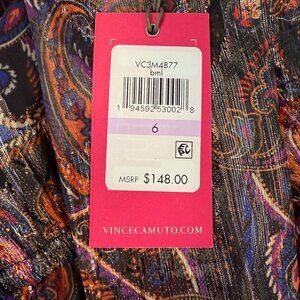 VC3M4877
bml
1 94592 53002 8
6
MSRP $148.00
VINCECAMUTO.COM